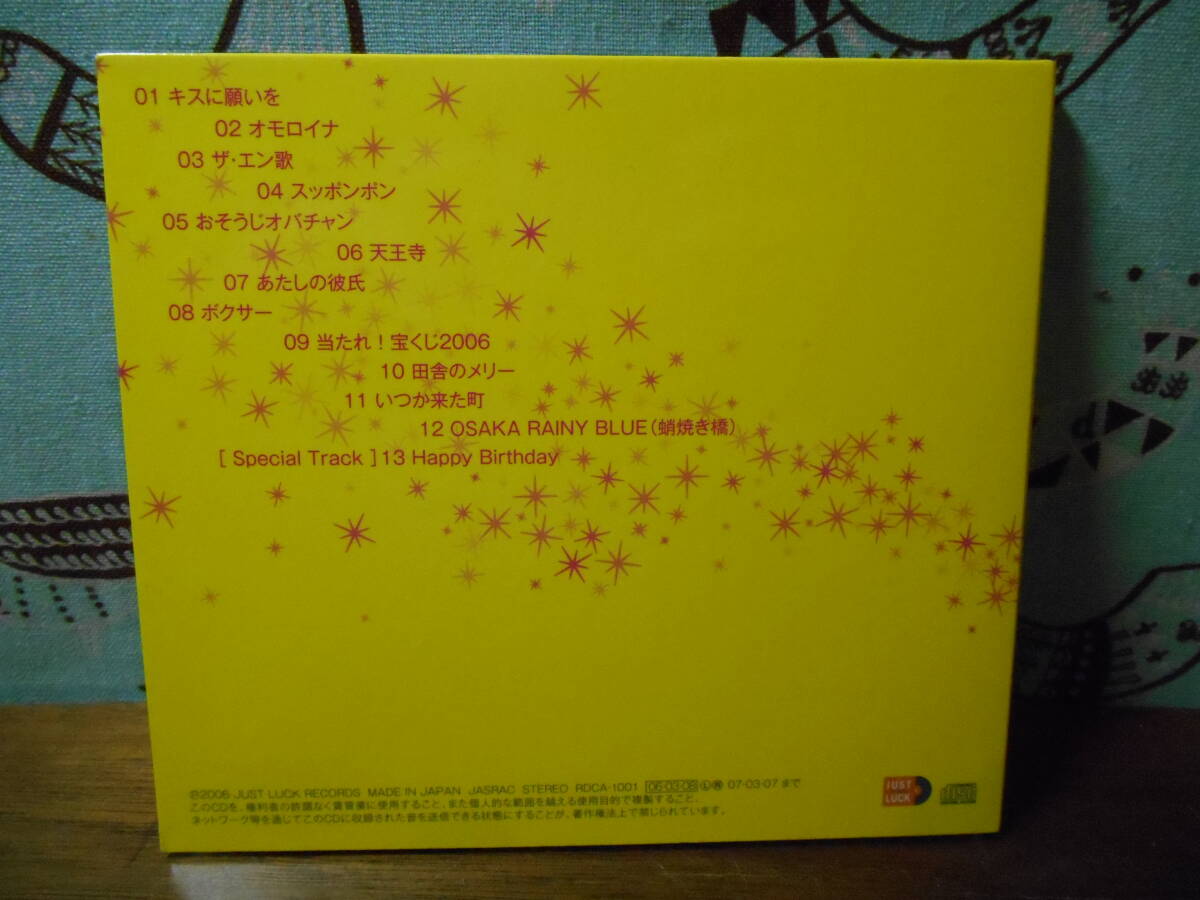 01 キスに願いを
02 オモロイナ
03 ザ・エン歌
04 スッポンポン
05 おそうじオバチャン
06 天王寺
07 あたしの彼氏
08 ボクサー
09 当たれ！宝くじ2006
10 田舎のメリー
11 いつか来た町
12 OSAKA RAINY BLUE（蛸焼き橋）
[ Special Track ] 13 Happy Birthday
℗2006 JUST LUCK RECORDS MADE IN JAPAN JASRAC STEREO RDCA-1001 06·03·08 Ⓛ 07·03·07 まで
このCDを、権利者の許諾なく賃貸業に使用すること、また個人的な範囲を越える使用目的で複製すること、
ネットワーク等を通じてこのCDに収録された音を送信できる状態にすることが、著作権法上で禁じられています。
JUST
LUCK